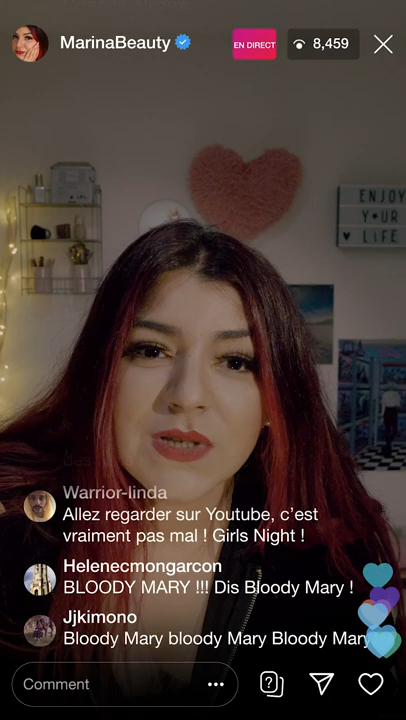 MarinaBeauty
EN DIRECT
8,459
ENJOY
YOUR
LiFE
Warrior-linda
Allez regarder sur Youtube, c’est
vraiment pas mal ! Girls Night !
Helenecmongarcon
BLOODY MARY !!! Dis Bloody Mary !
Jjkimono
Bloody Mary bloody Mary Bloody Mary
Comment